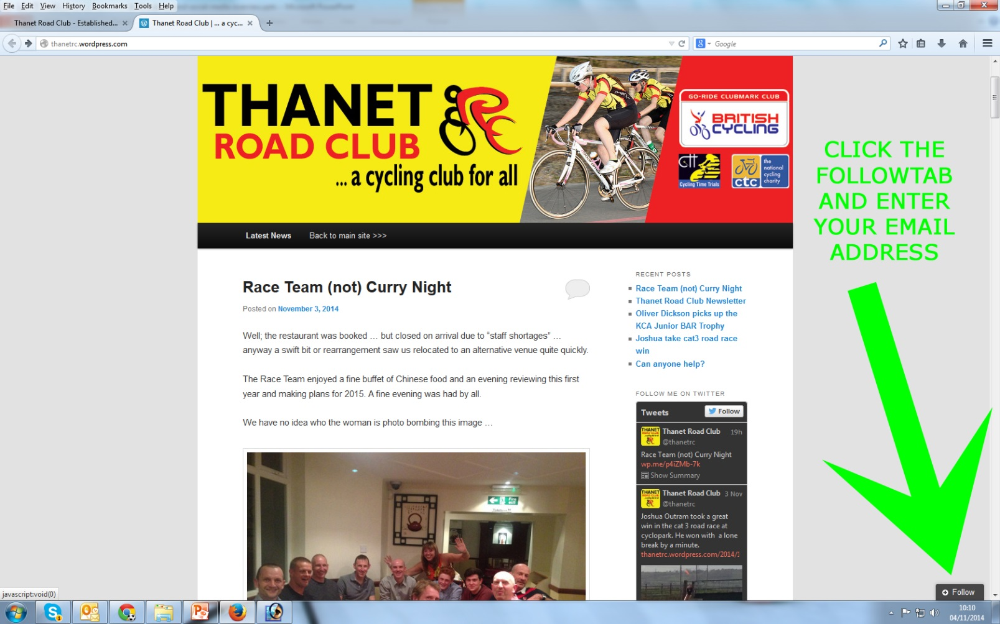 File Edit View History Bookmarks Tools Help
Thanet Road Club - Established...
Thanet Road Club | ... a cyc...
thanetrc.wordpress.com
Google
THANET
ROAD CLUB
... a cycling club for all
GO-RIDE CLUBMARK CLUB
BRITISH
CYCLING
ctt
Cycling Time Trials
ctc
the
national
cycling
charity
CLICK THE
FOLLOWTAB
AND ENTER
YOUR EMAIL
ADDRESS
Latest News Back to main site >>>
Race Team (not) Curry Night
Posted on November 3, 2014
Well; the restaurant was booked … but closed on arrival due to “staff shortages” …
anyway a swift bit or rearrangement saw us relocated to an alternative venue quite quickly.
The Race Team enjoyed a fine buffet of Chinese food and an evening reviewing this first
year and making plans for 2015. A fine evening was had by all.
We have no idea who the woman is photo bombing this image …
Fire
exit
RECENT POSTS
Race Team (not) Curry Night
Thanet Road Club Newsletter
Oliver Dickson picks up the
KCA Junior BAR Trophy
Joshua take cat3 road race
win
Can anyone help?
FOLLOW ME ON TWITTER
Tweets Follow
THANET
ROAD CLUB
Thanet Road Club 19h
@thanetrc
Race Team (not) Curry Night
wp.me/p4iZMb-7k
Show Summary
THANET
ROAD CLUB
Thanet Road Club 3 Nov
@thanetrc
Joshua Outram took a great
win in the cat 3 road race at
cyclopark. He won with a lone
break by a minute.
thanetrc.wordpress.com/2014/1
Follow
javascript:void(0)
10:10
04/11/2014